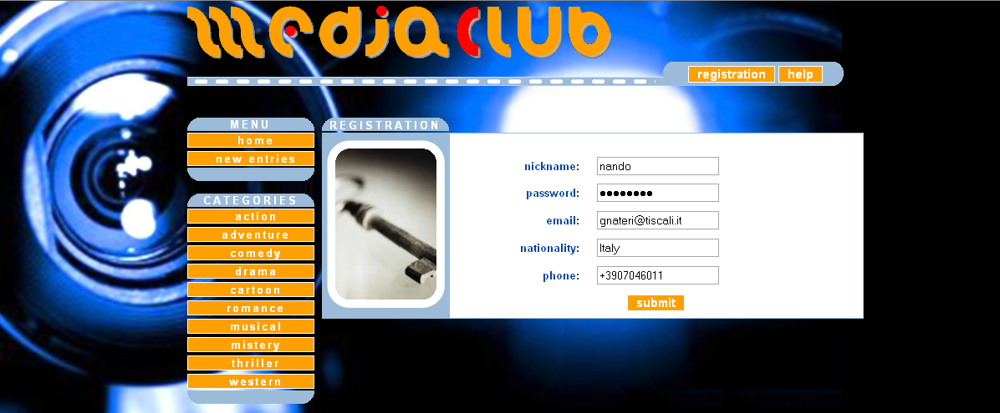 mediaclub
registration help
MENU
home
new entries
CATEGORIES
action
adventure
comedy
drama
cartoon
romance
musical
mistery
thriller
western
REGISTRATION
nickname: nando
password: ●●●●●●●●
email: gnateri@tiscali.it
nationality: Italy
phone: +3907046011
submit